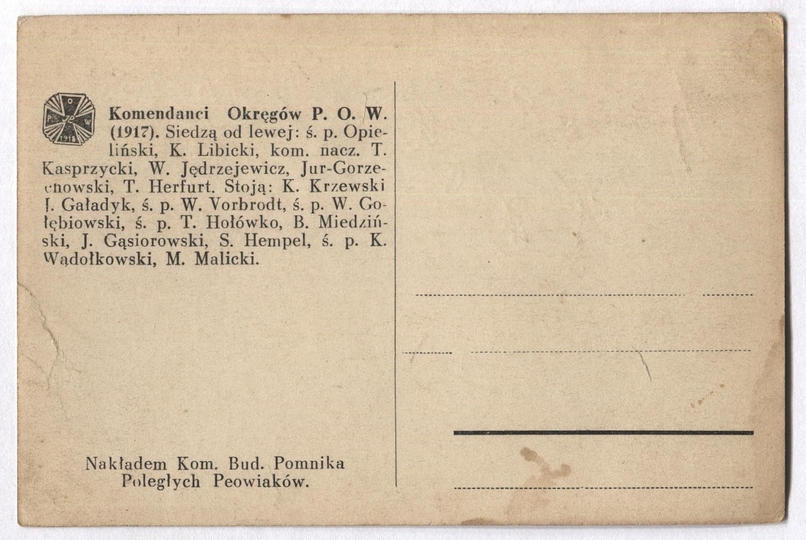 Komendanci Okręgów P. O. W.
(1917). Siedzą od lewej: ś. p. Opie-
liński, K. Libicki, kom. nacz. T.
Kasprzycki, W. Jędrzejewicz, Jur-Gorze-
chowski, T. Herfurt. Stoją: K. Krzewski
J. Gaładyk, ś. p. W. Vorbrodt, ś. p. W. Go-
łębiowski, ś. p. T. Hołówko, B. Miedziń-
ski, J. Gąsiorowski, S. Hempel, ś. p. K.
Wądołkowski, M. Malicki.
Nakładem Kom. Bud. Pomnika
Poległych Peowiaków.